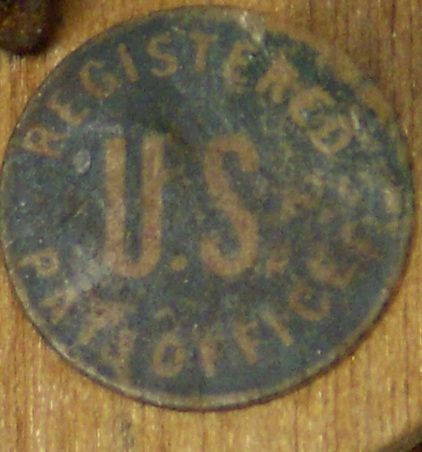 REGISTERED
U.S
PAT OFFICE